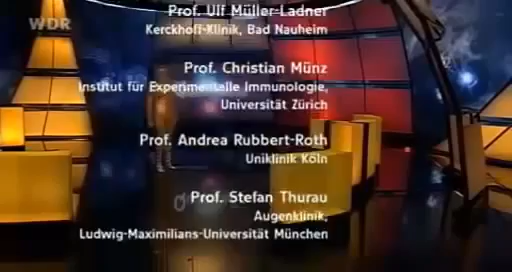 WDR
Prof. Ulf Müller-Ladner
Kerckhoff-Klinik, Bad Nauheim
Prof. Christian Münz
Institut für Experimentelle Immunologie,
Universität Zürich
Prof. Andrea Rubbert-Roth
Uniklinik Köln
Prof. Stefan Thurau
Augenklinik,
Ludwig-Maximilians-Universität München